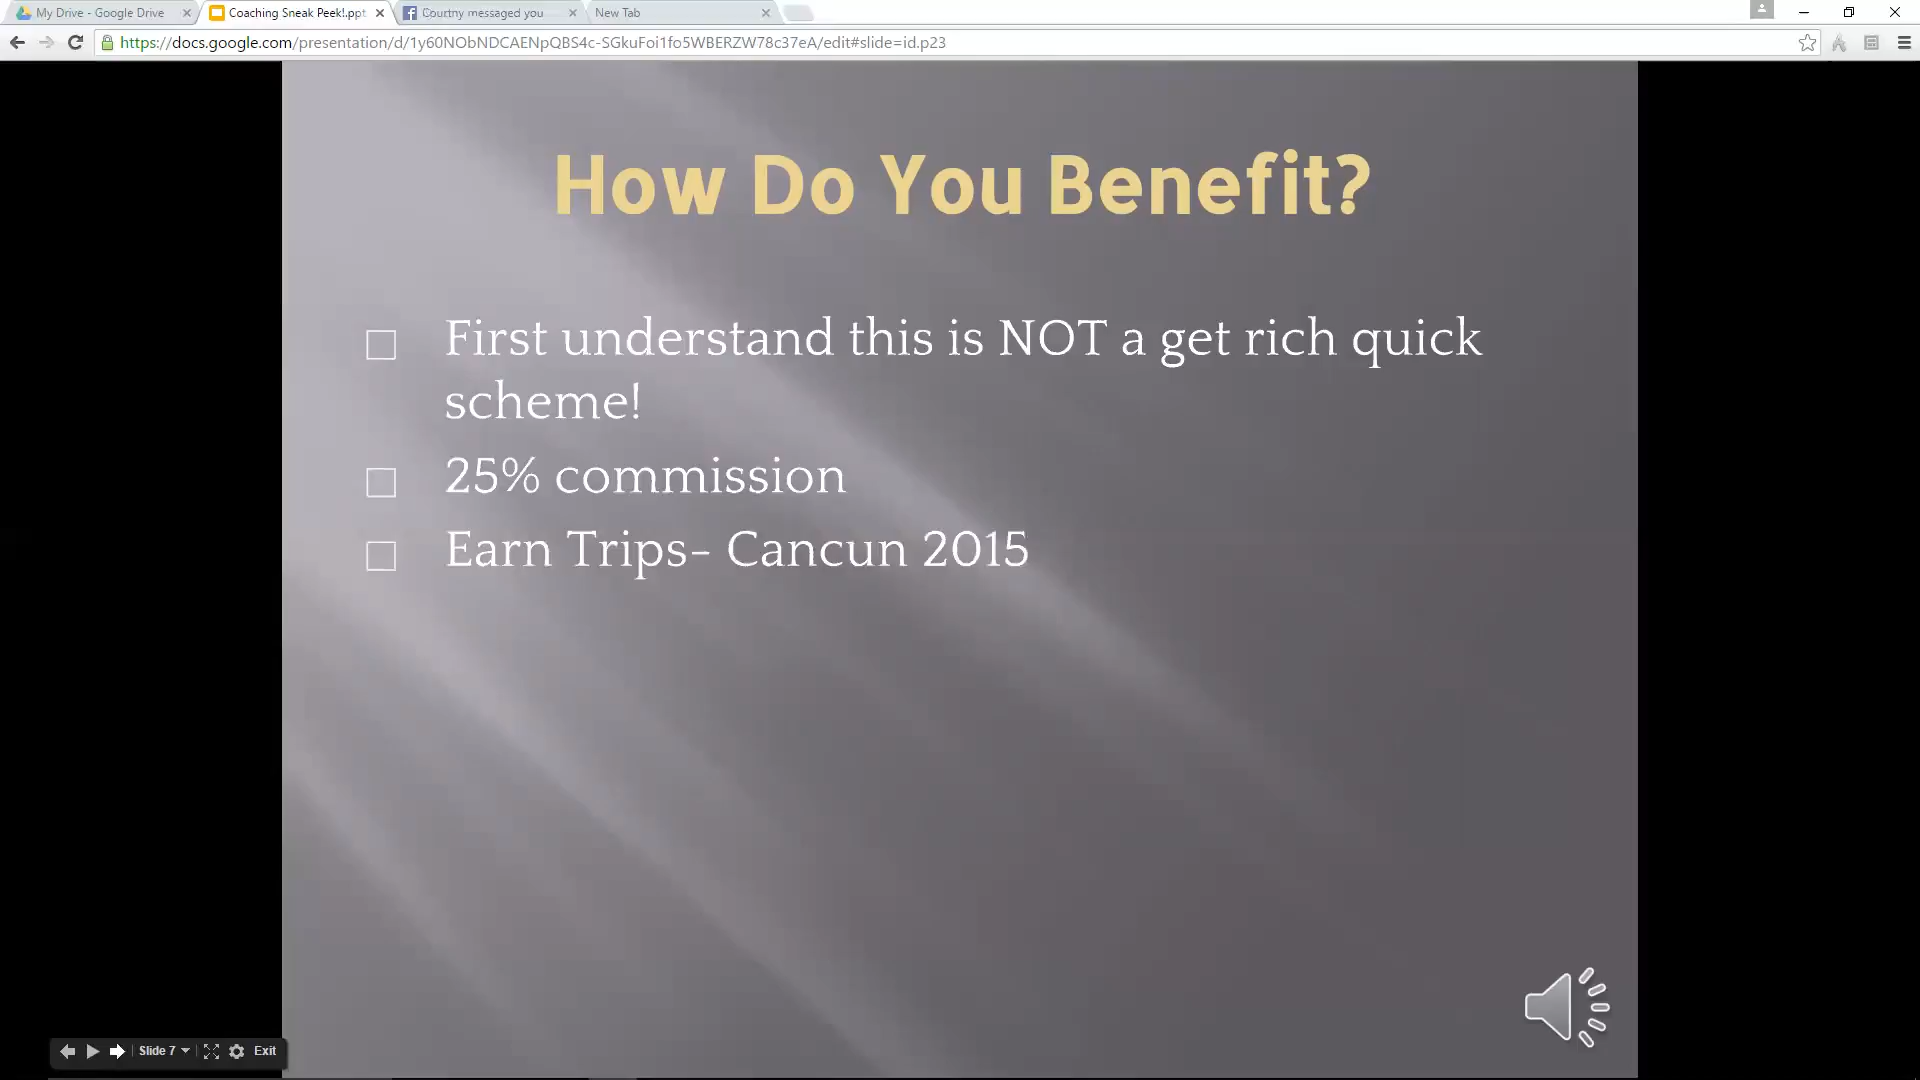 My Drive - Google Drive
Coaching Sneak Peek!.ppt
Courtny messaged you
New Tab
https://docs.google.com/presentation/d/1y60NObNDCAENpQBS4c-SGkuFoi1fo5WBERZW78c37eA/edit#slide=id.p23
How Do You Benefit?
First understand this is NOT a get rich quick
scheme!
25% commission
Earn Trips- Cancun 2015
Slide 7
Exit